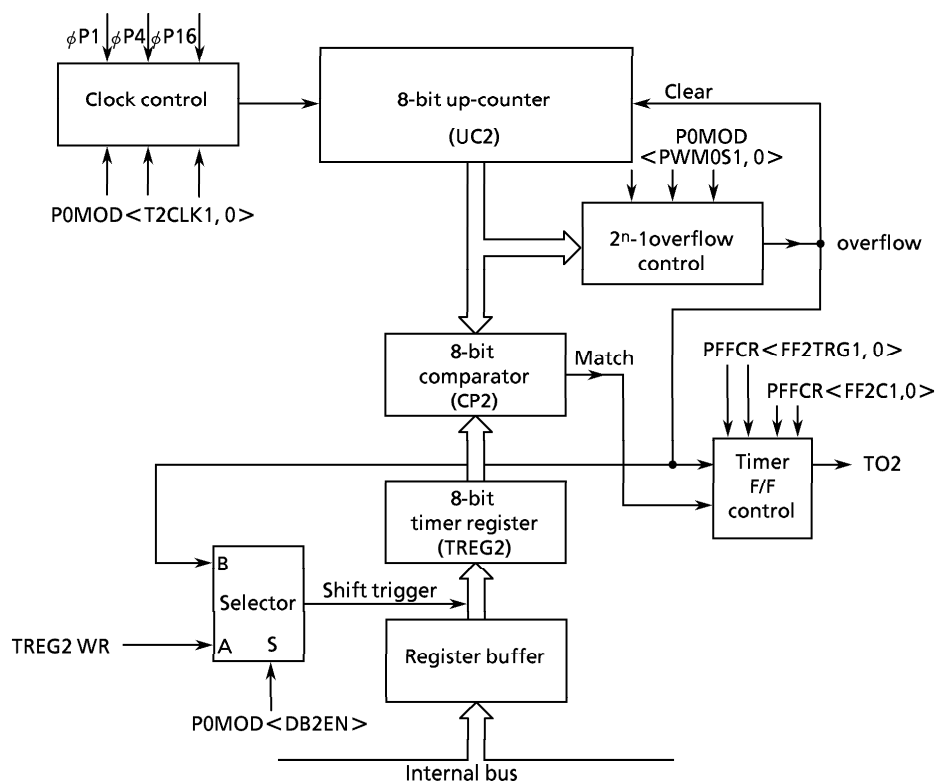 φP1 φP4 φP16
Clock control
8-bit up-counter
(UC2)
Clear
P0MOD
<PWM0S1, 0>
P0MOD<T2CLK1, 0>
2ⁿ-1overflow
control
overflow
8-bit
comparator
(CP2)
Match
PFFCR<FF2TRG1, 0>
PFFCR<FF2C1,0>
Timer
F/F
control
TO2
8-bit
timer register
(TREG2)
B
Selector
Shift trigger
TREG2 WR
A S
Register buffer
P0MOD<DB2EN>
Internal bus